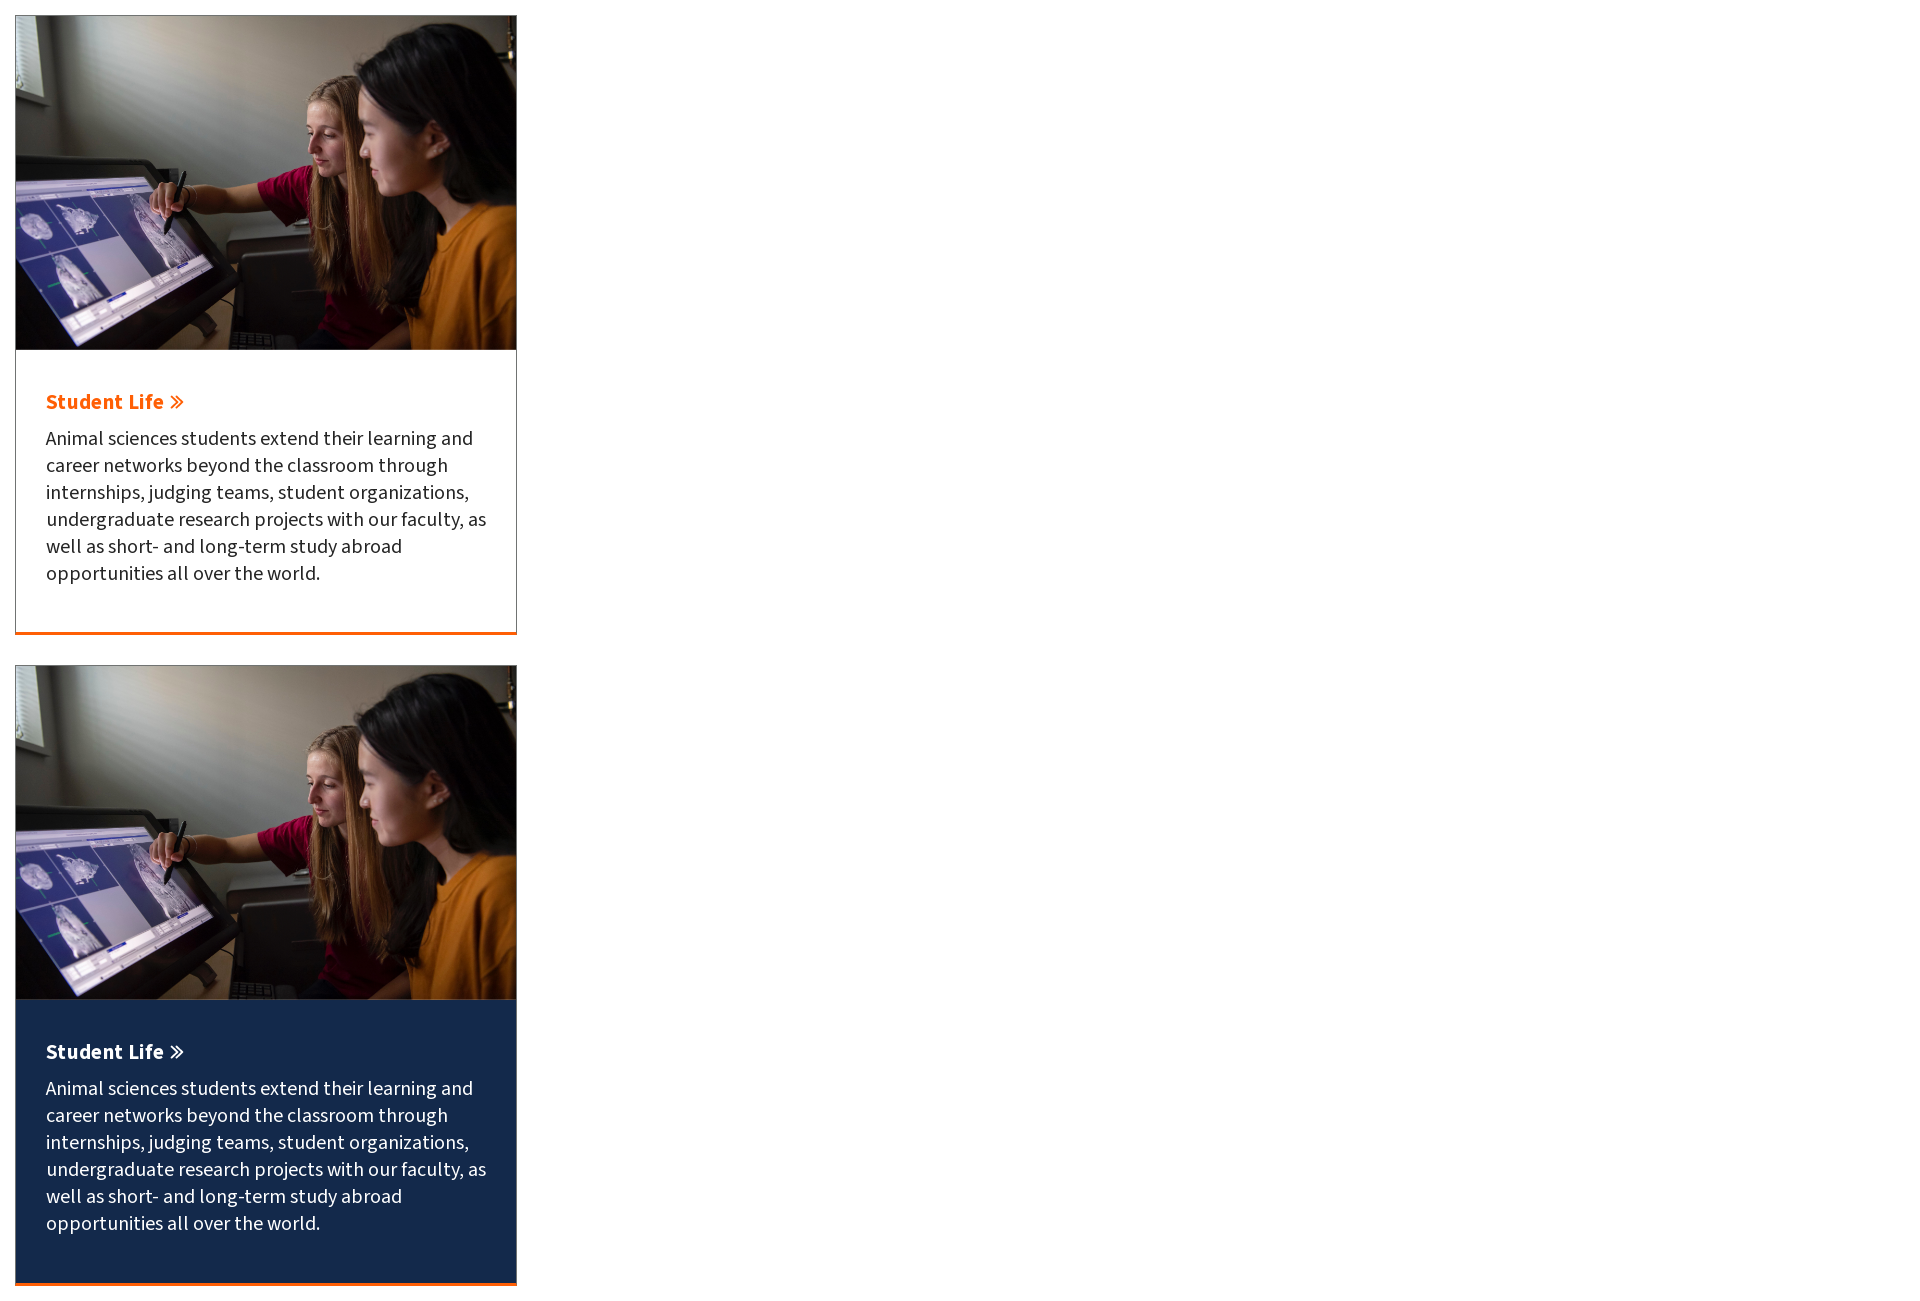 Student Life »
Animal sciences students extend their learning and
career networks beyond the classroom through
internships, judging teams, student organizations,
undergraduate research projects with our faculty, as
well as short- and long-term study abroad
opportunities all over the world.
Student Life »
Animal sciences students extend their learning and
career networks beyond the classroom through
internships, judging teams, student organizations,
undergraduate research projects with our faculty, as
well as short- and long-term study abroad
opportunities all over the world.